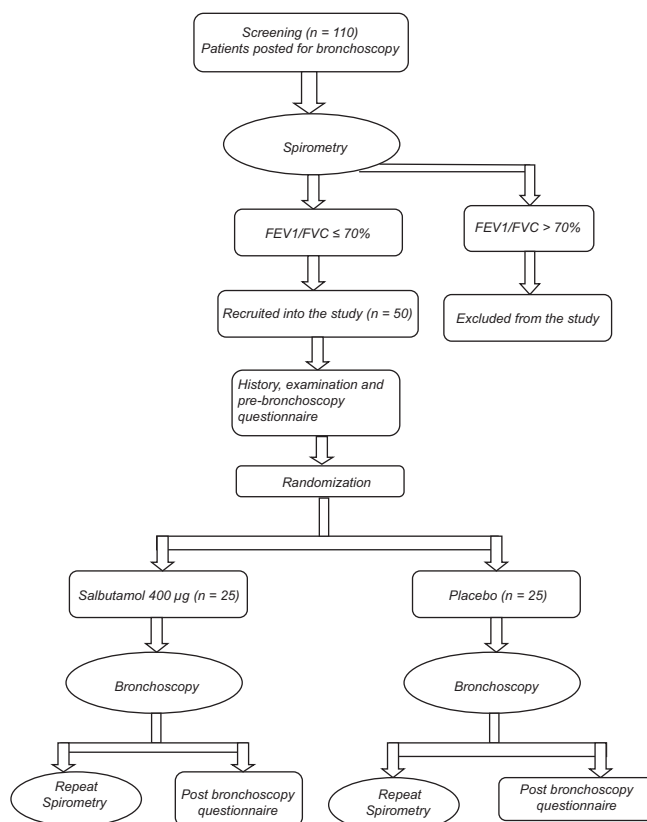 Screening (n = 110)
Patients posted for bronchoscopy
Spirometry
FEV1/FVC ≤ 70%
FEV1/FVC > 70%
Recruited into the study (n = 50)
Excluded from the study
History, examination and
pre-bronchoscopy
questionnaire
Randomization
Salbutamol 400 μg (n = 25)
Placebo (n = 25)
Bronchoscopy
Bronchoscopy
Repeat
Spirometry
Post bronchoscopy
questionnaire
Repeat
Spirometry
Post bronchoscopy
questionnaire